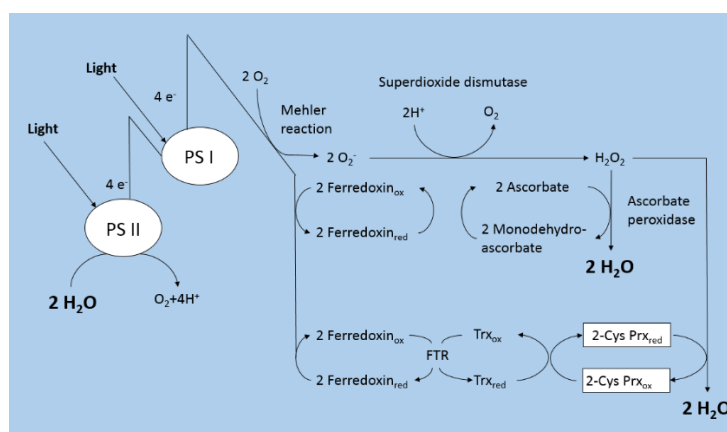 Light
4 e-
2 O₂
Mehler
reaction
Superdioxide dismutase
2H⁺
O₂
Light
PS I
2 O₂⁻
H₂O₂
4 e-
2 Ferredoxinox
2 Ascorbate
Ascorbate
peroxidase
PS II
2 Ferredoxinred
2 Monodehydro-
ascorbate
2 H₂O
2 H₂O
O₂+4H⁺
2 Ferredoxinox
Trxox
2-Cys Prxred
FTR
2 Ferredoxinred
Trxred
2-Cys Prxox
2 H₂O